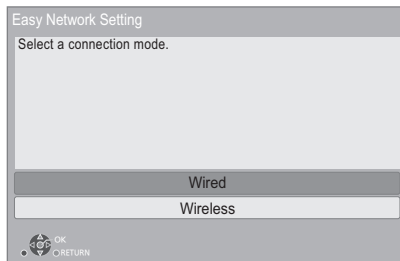 Easy Network Setting
Select a connection mode.
Wired
Wireless
OK
RETURN